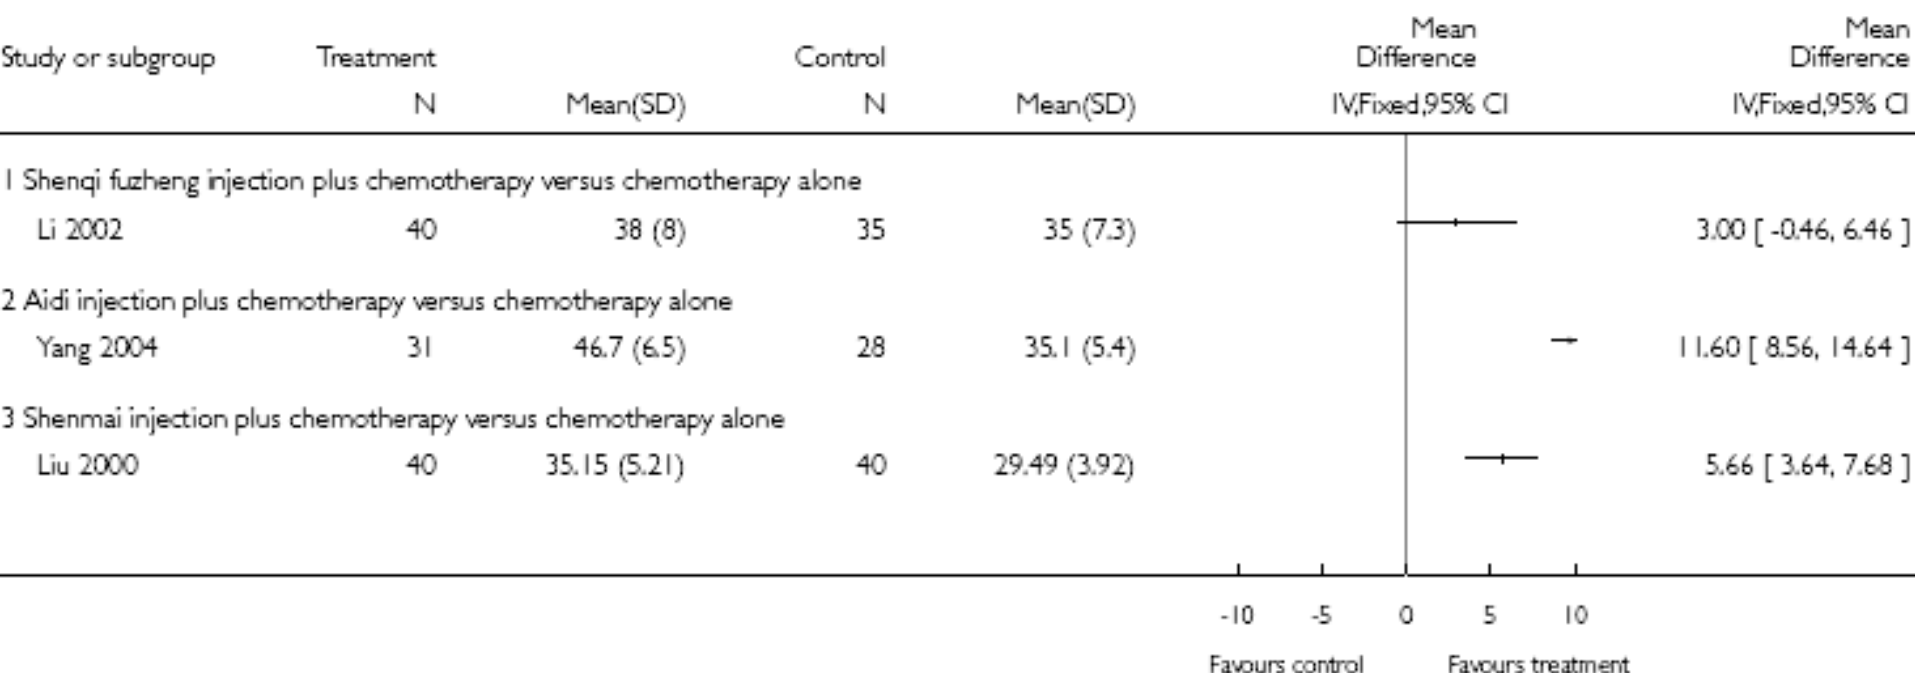 Mean Mean
Study or subgroup Treatment Control Difference Difference
N Mean(SD) N Mean(SD) IV,Fixed,95% CI IV,Fixed,95% CI
1 Shenqi fuzheng injection plus chemotherapy versus chemotherapy alone
Li 2002 40 38 (8) 35 35 (7.3) 3.00 [ -0.46, 6.46 ]
2 Aidi injection plus chemotherapy versus chemotherapy alone
Yang 2004 31 46.7 (6.5) 28 35.1 (5.4) 11.60 [ 8.56, 14.64 ]
3 Shenmai injection plus chemotherapy versus chemotherapy alone
Liu 2000 40 35.15 (5.21) 40 29.49 (3.92) 5.66 [ 3.64, 7.68 ]
-10 -5 0 5 10
Favours control Favours treatment